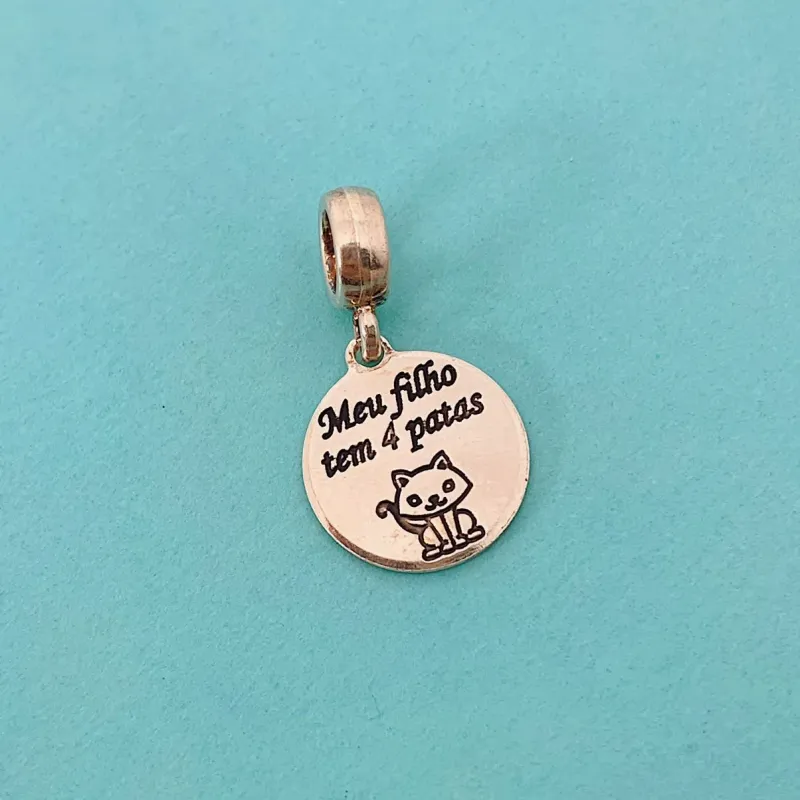 Meu filho
tem 4 patas